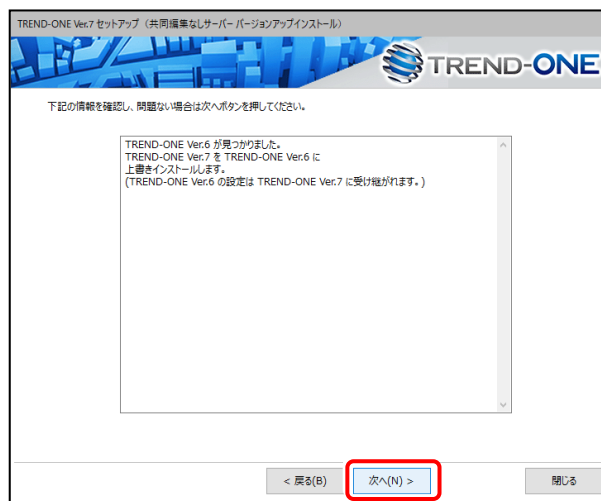 TREND-ONE Ver.7 セットアップ（共同編集なしサーバー バージョンアップインストール）
TREND-ONE
下記の情報を確認し、問題ない場合は次へボタンを押してください。
TREND-ONE Ver.6 が見つかりました。
TREND-ONE Ver.7 を TREND-ONE Ver.6 に
上書きインストールします。
(TREND-ONE Ver.6 の設定は TREND-ONE Ver.7 に受け継がれます。)
< 戻る(B)
次へ(N) >
閉じる